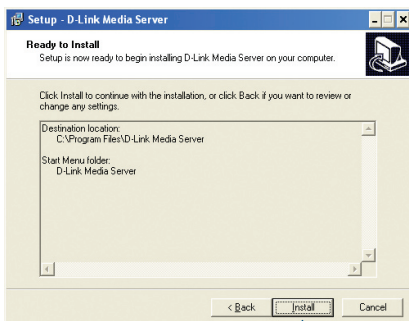 Setup - D-Link Media Server
Ready to Install
Setup is now ready to begin installing D-Link Media Server on your computer.
Click Install to continue with the installation, or click Back if you want to review or
change any settings.
Destination location:
C:\Program Files\D-Link Media Server
Start Menu folder:
D-Link Media Server
< Back
Install
Cancel